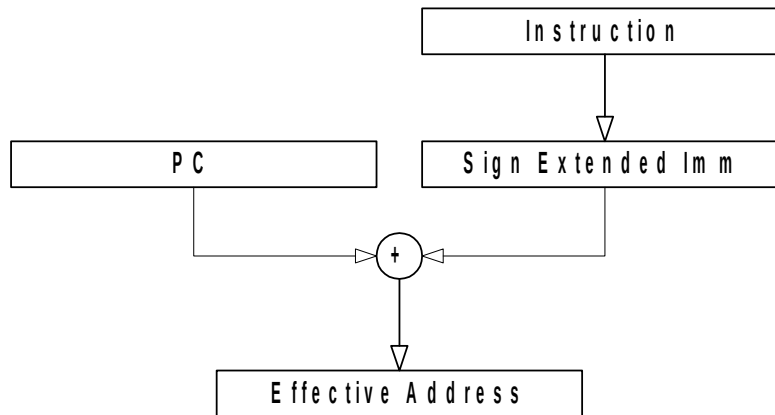 Instruction
PC
Sign Extended Imm
+
Effective Address